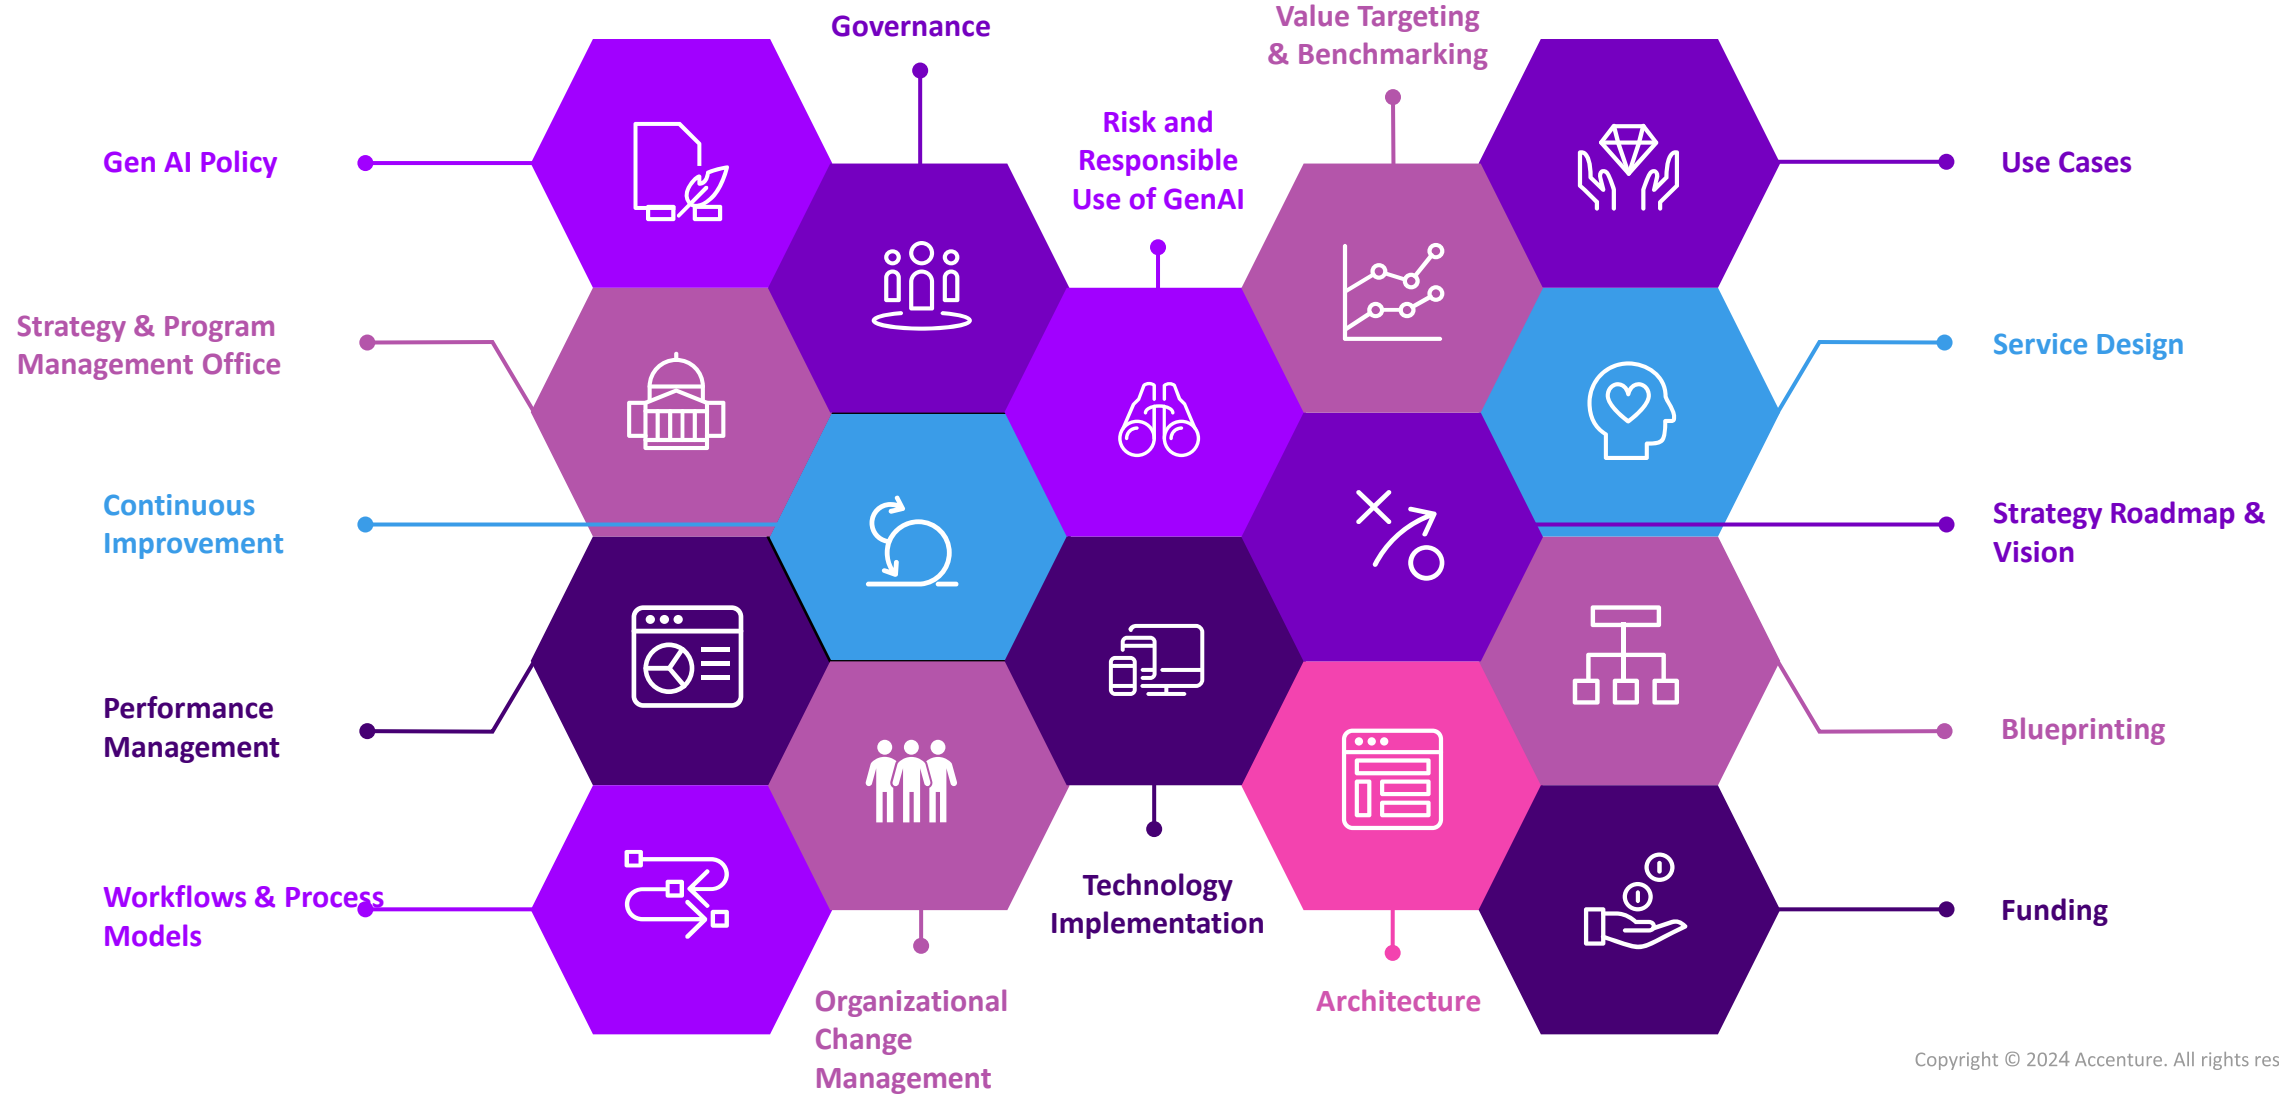 Governance
Value Targeting
& Benchmarking
Risk and
Responsible
Use of GenAI
Gen AI Policy
Use Cases
Strategy & Program
Management Office
Service Design
Continuous
Improvement
Strategy Roadmap &
Vision
Performance
Management
Blueprinting
Workflows & Process
Models
Technology
Implementation
Funding
Organizational
Change
Management
Architecture
Copyright © 2024 Accenture. All rights res